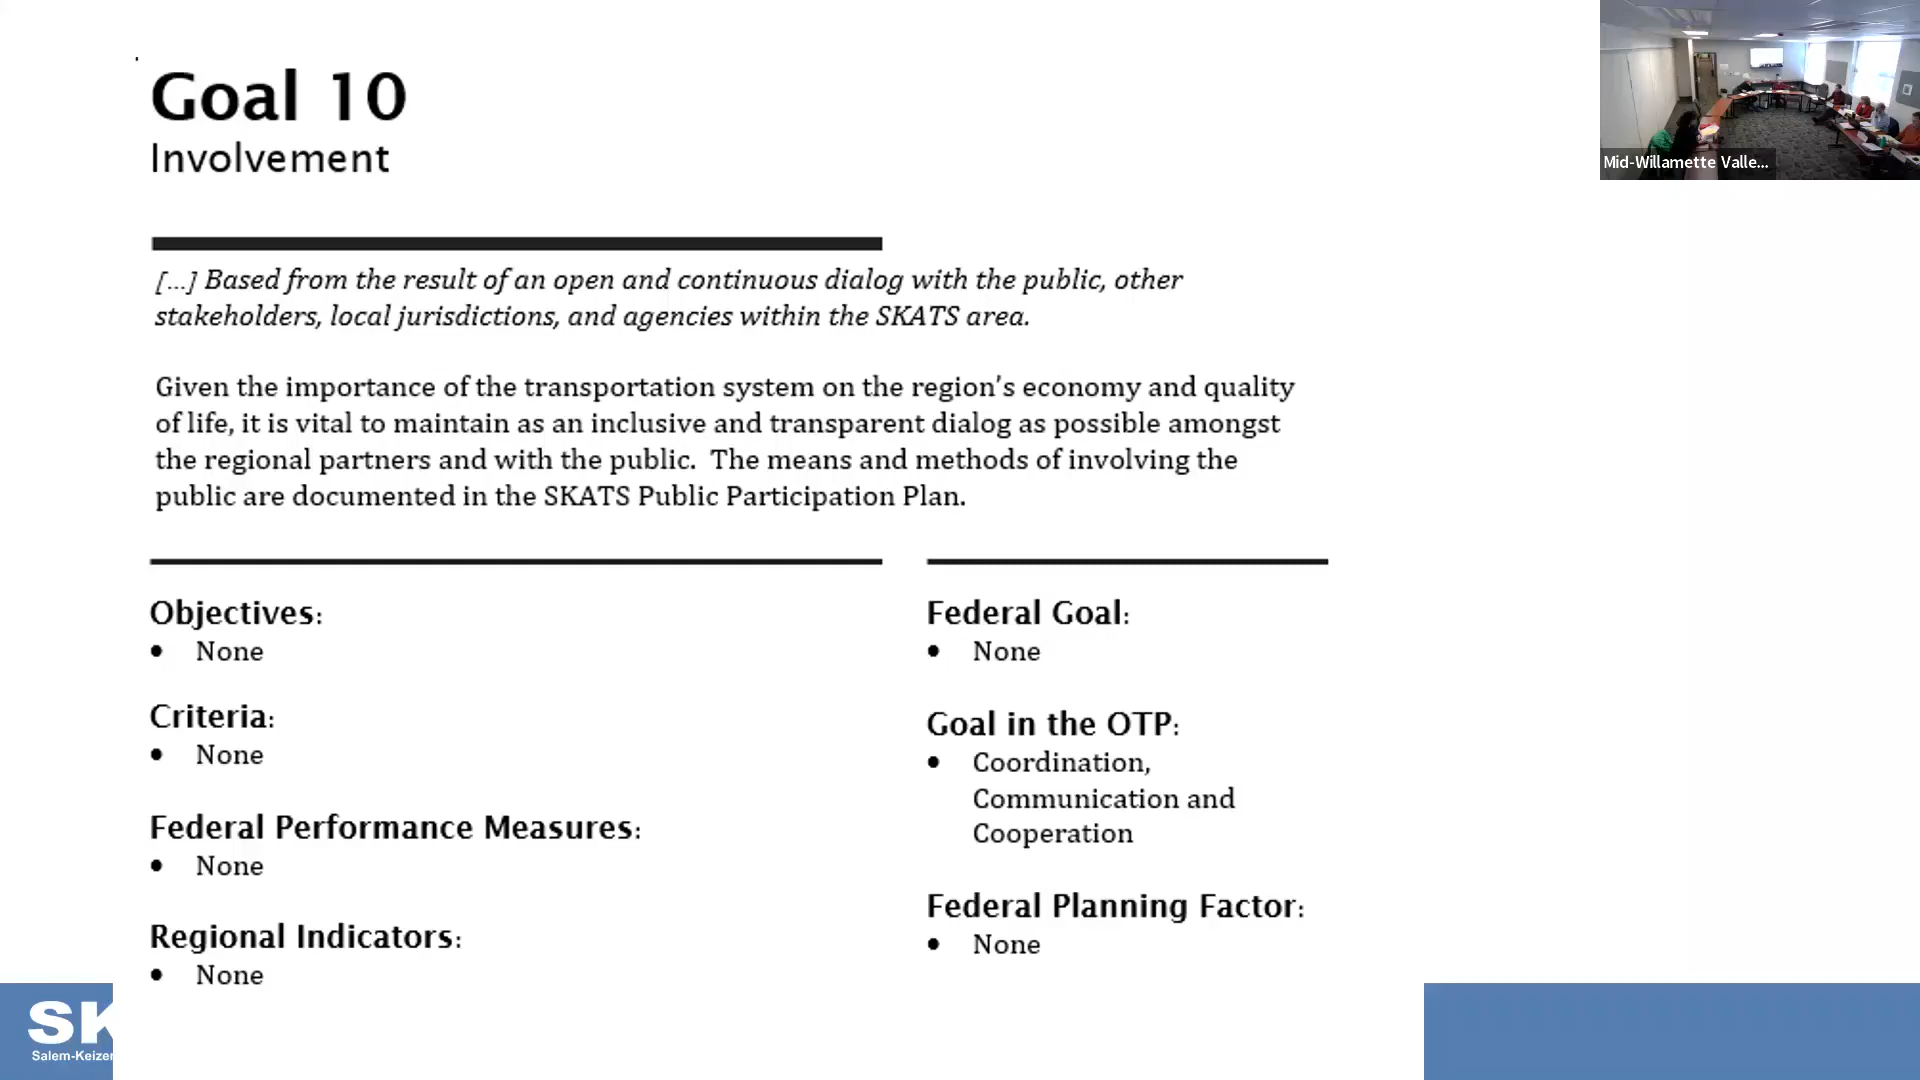 Goal 10
Involvement
[...] Based from the result of an open and continuous dialog with the public, other
stakeholders, local jurisdictions, and agencies within the SKATS area.
Given the importance of the transportation system on the region's economy and quality
of life, it is vital to maintain as an inclusive and transparent dialog as possible amongst
the regional partners and with the public.  The means and methods of involving the
public are documented in the SKATS Public Participation Plan.
Objectives:
• None
Criteria:
• None
Federal Performance Measures:
• None
Regional Indicators:
• None
Federal Goal:
• None
Goal in the OTP:
• Coordination,
Communication and
Cooperation
Federal Planning Factor:
• None
SK
Salem-Keizer
Mid-Willamette Valle...